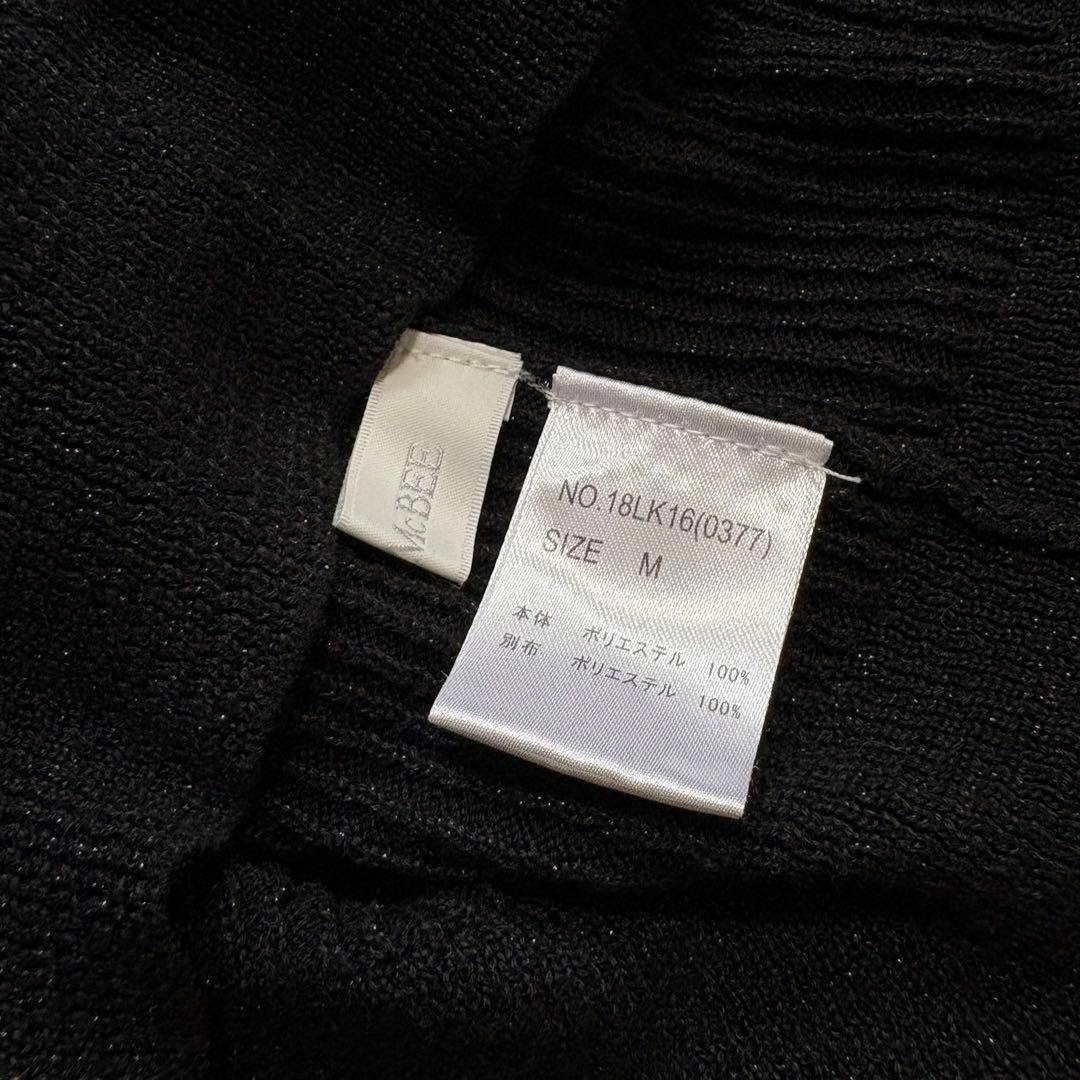 McBEE
NO.18LK16(0377)
SIZE M
本体 ポリエステル 100%
別布 ポリエステル 100%